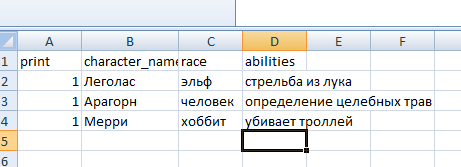 A B C D E F
1 print character_name race abilities
2 1 Леголас эльф стрельба из лука
3 1 Арагорн человек определение целебных трав
4 1 Мерри хоббит убивает троллей
5
6